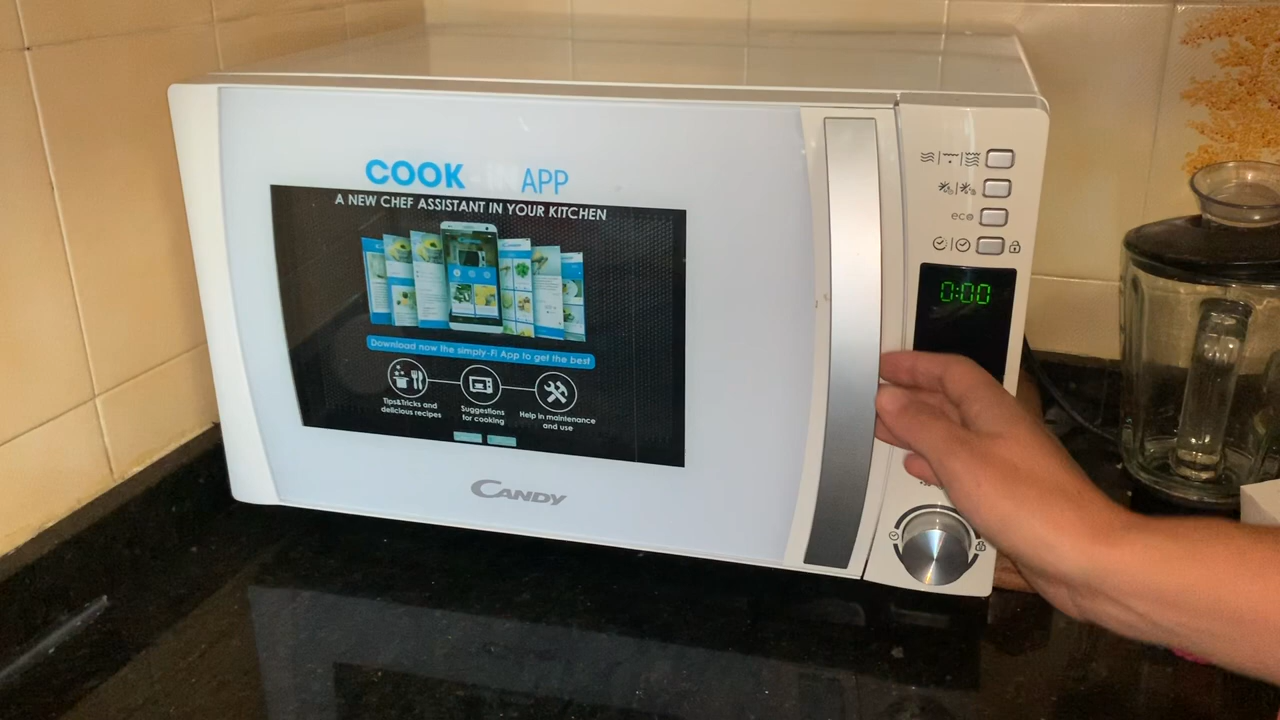 COOK-IN APP
A NEW CHEF ASSISTANT IN YOUR KITCHEN
Download now the simply-Fi App to get the best
Tips&Tricks and
delicious recipes
Suggestions
for cooking
Help in maintenance
and use
CANDY
eco
0:00